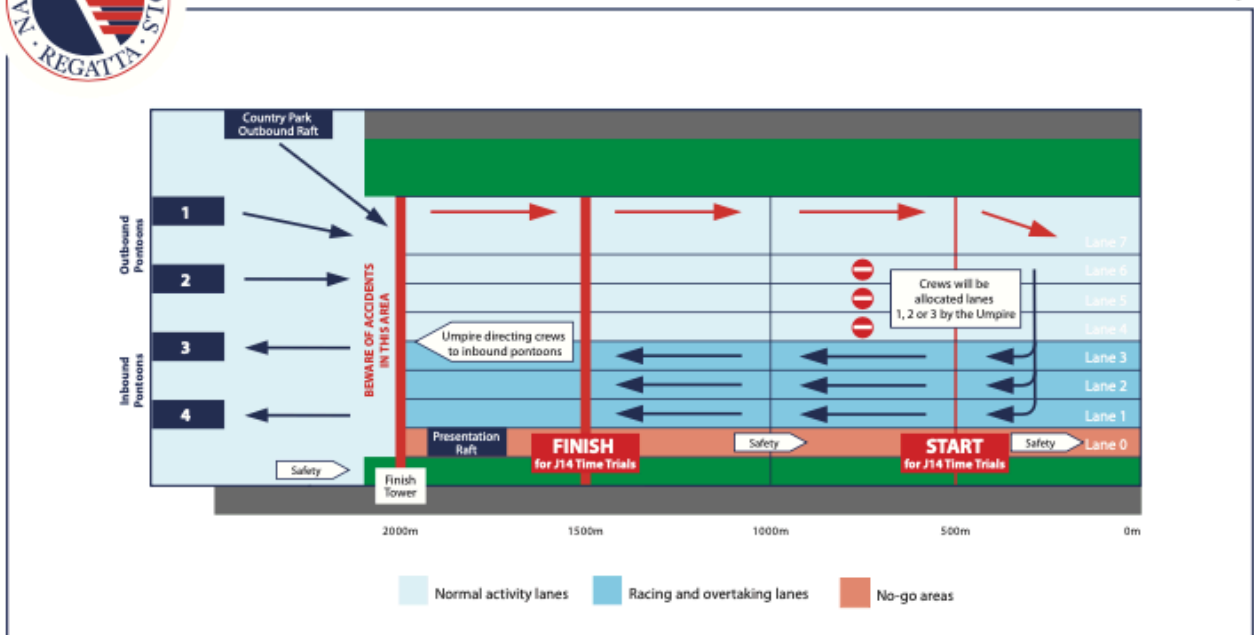 NA
· REGATTA ·
OLS
Country Park
Outbound Raft
Outbound
Pontoons
1
2
Inbound
Pontoons
3
4
BEWARE OF ACCIDENTS
IN THIS AREA
Umpire directing crews
to inbound pontoons
Crews will be
allocated lanes
1, 2 or 3 by the Umpire
Lane 7
Lane 6
Lane 5
Lane 4
Lane 3
Lane 2
Lane 1
Lane 0
Presentation
Raft
FINISH
for J14 Time Trials
Safety
START
for J14 Time Trials
Safety
Safety
Finish
Tower
2000m
1500m
1000m
500m
0m
Normal activity lanes
Racing and overtaking lanes
No-go areas